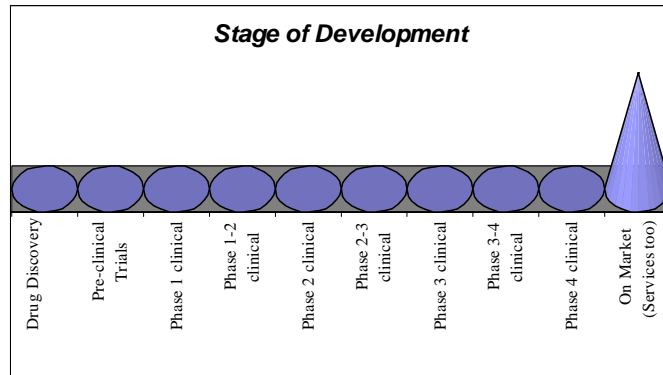 Stage of Development
Drug Discovery
Pre-clinical
Trials
Phase 1 clinical
Phase 1-2
clinical
Phase 2 clinical
Phase 2-3
clinical
Phase 3 clinical
Phase 3-4
clinical
Phase 4 clinical
On Market
(Services too)